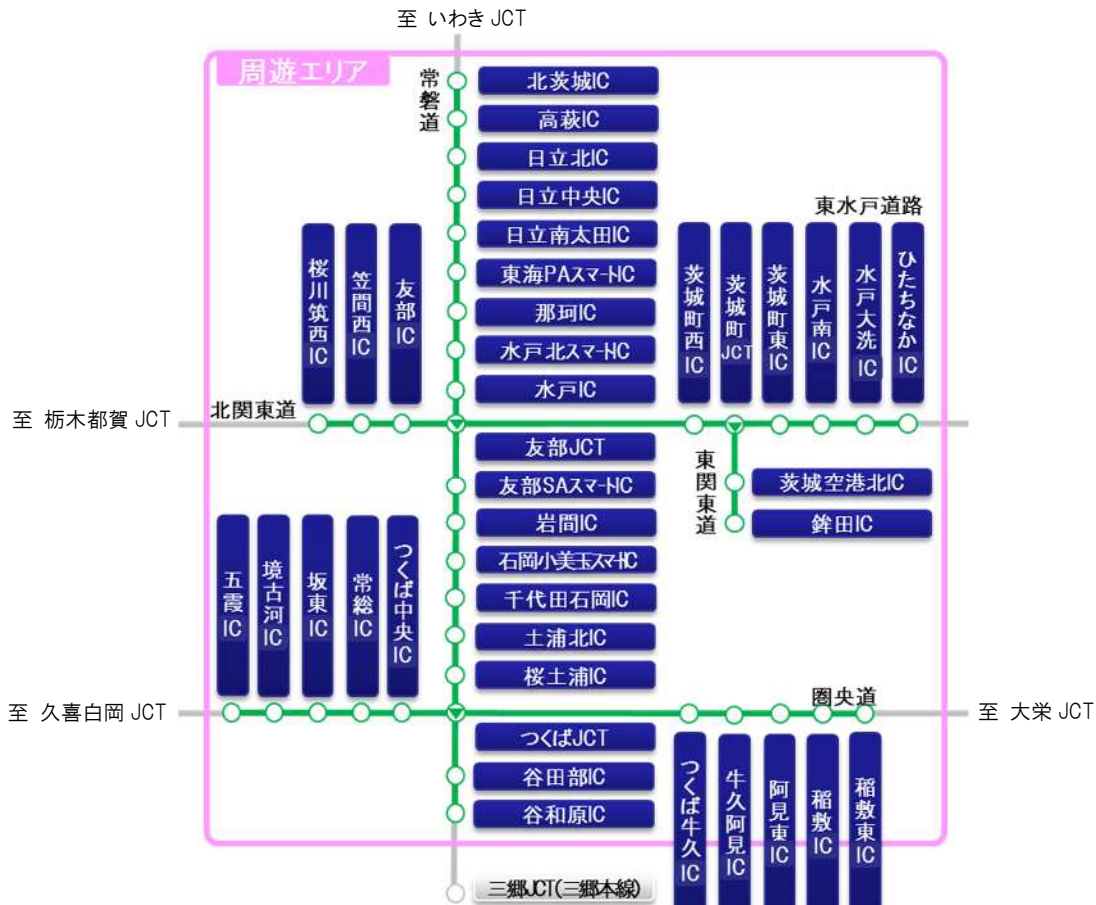 至 いわき JCT
周遊エリア
常磐道
北茨城IC
高萩IC
日立北IC
日立中央IC
日立南太田IC
東海PAスマートIC
那珂IC
水戸北スマートIC
水戸IC
東水戸道路
桜川筑西IC
笠間西IC
友部IC
茨城町西IC
茨城町JCT
茨城町東IC
水戸南IC
水戸大洗IC
ひたちなかIC
至 栃木都賀 JCT
北関東道
友部JCT
友部SAスマートIC
岩間IC
石岡小美玉スマートIC
千代田石岡IC
土浦北IC
桜土浦IC
東関東道
茨城空港北IC
鉾田IC
五霞IC
境古河IC
坂東IC
常総IC
つくば中央IC
至 久喜白岡 JCT
圏央道
至 大栄 JCT
つくばJCT
谷田部IC
谷和原IC
つくば牛久IC
牛久阿見IC
阿見東IC
稲敷IC
稲敷東IC
三郷JCT(三郷本線)